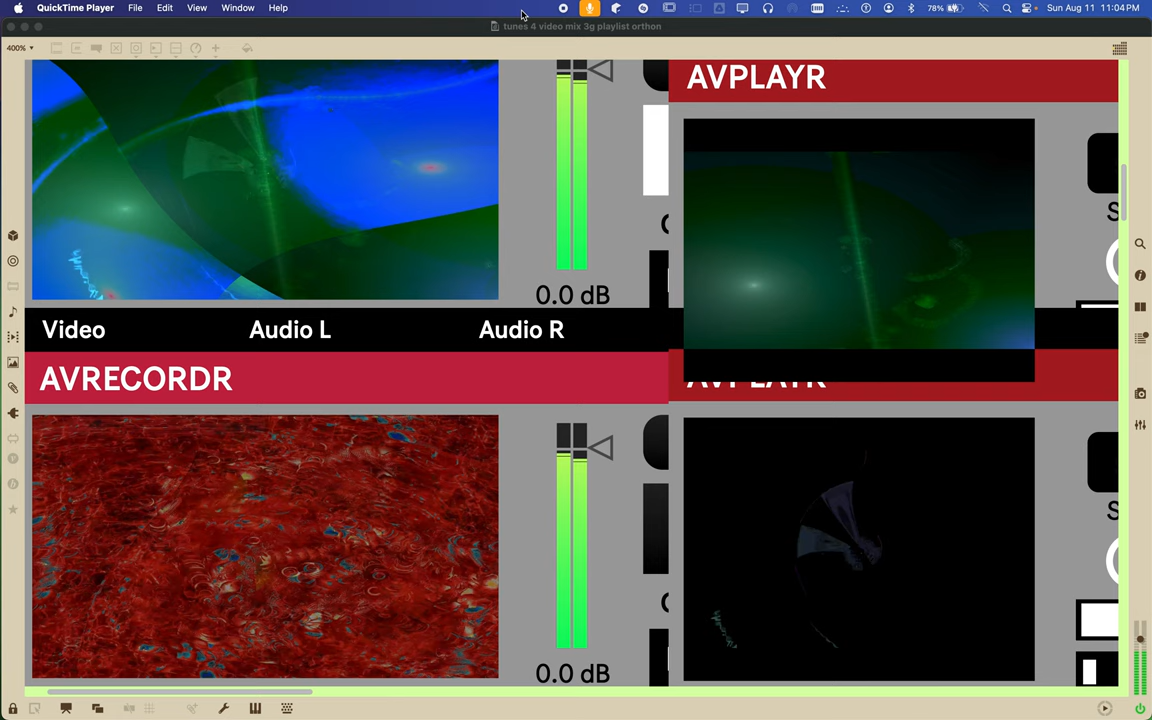 QuickTime Player File Edit View Window Help 78% Sun Aug 11 11:04 PM
tunes 4 video mix 3g playlist orthon
400%
AVPLAYR
0.0 dB
Video Audio L Audio R
AVRECORDR
AVPLAYR
0.0 dB